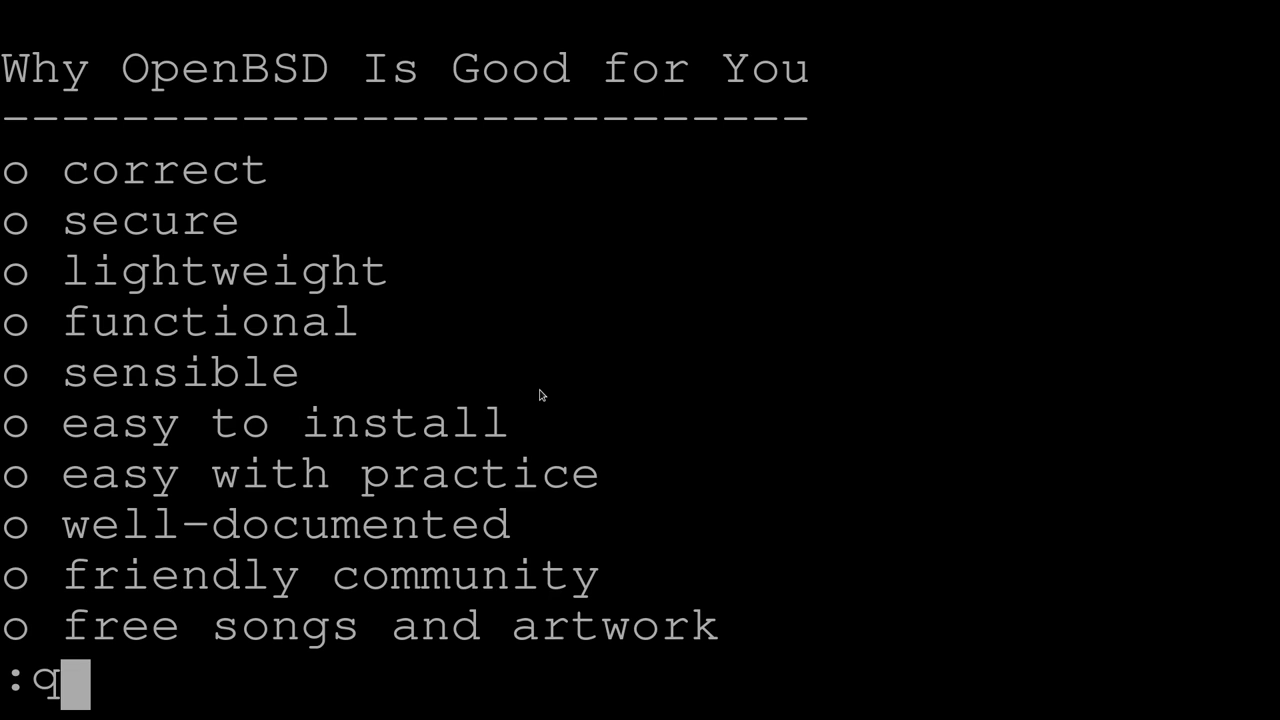 Why OpenBSD Is Good for You
---------------------------
o correct
o secure
o lightweight
o functional
o sensible
o easy to install
o easy with practice
o well-documented
o friendly community
o free songs and artwork
:q